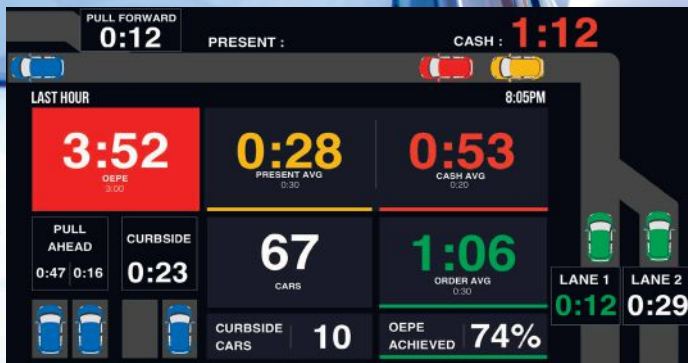 PULL FORWARD
0:12
PRESENT :
CASH : 1:12
LAST HOUR
8:05PM
3:52
OEPE
3:00
0:28
PRESENT AVG
0:30
0:53
CASH AVG
0:20
PULL
AHEAD
0:47 0:16
CURBSIDE
0:23
67
CARS
1:06
ORDER AVG
0:30
LANE 1
0:12
LANE 2
0:29
CURBSIDE
CARS
10
OEPE
ACHIEVED
74%